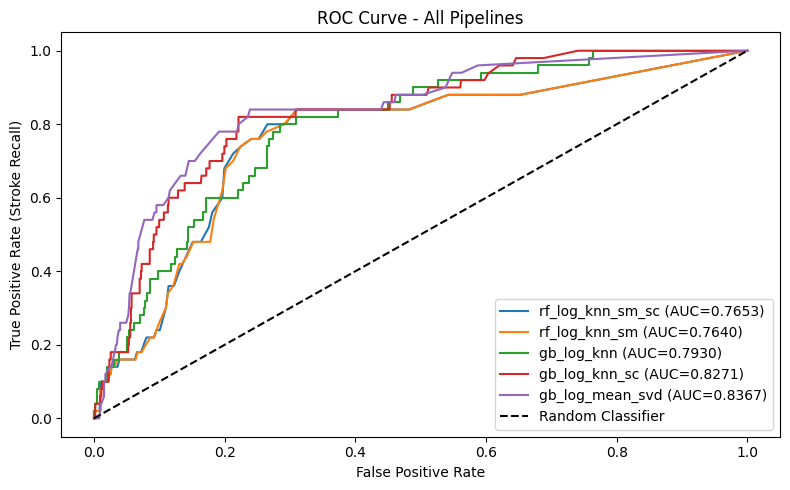 ROC Curve - All Pipelines
True Positive Rate (Stroke Recall)
1.0
0.8
0.6
0.4
0.2
0.0
rf_log_knn_sm_sc (AUC=0.7653)
rf_log_knn_sm (AUC=0.7640)
gb_log_knn (AUC=0.7930)
gb_log_knn_sc (AUC=0.8271)
gb_log_mean_svd (AUC=0.8367)
Random Classifier
0.0 0.2 0.4 0.6 0.8 1.0
False Positive Rate